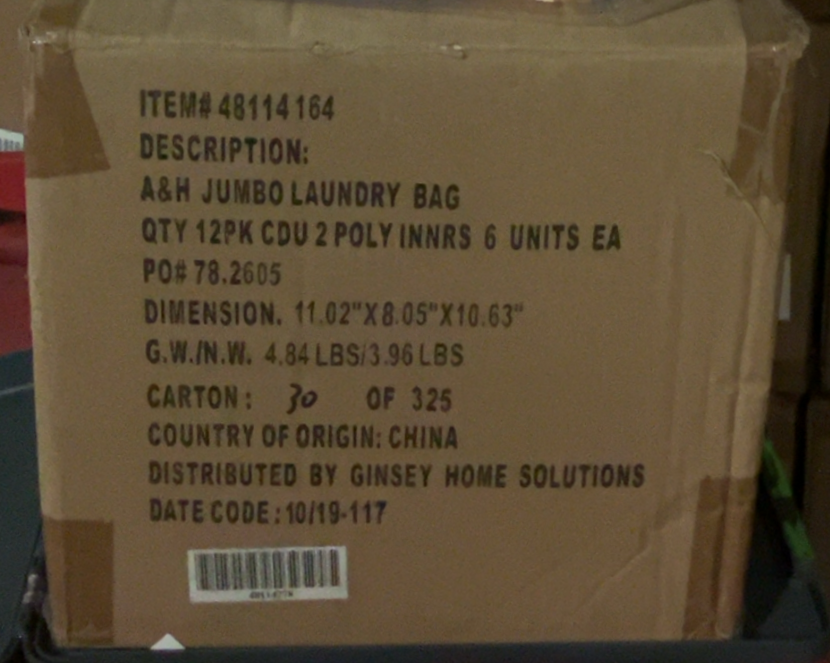 ITEM# 48114164
DESCRIPTION:
A&H JUMBO LAUNDRY BAG
QTY 12PK CDU 2 POLY INNRS 6 UNITS EA
PO# 78.2605
DIMENSION. 11.02"X8.05"X10.63"
G.W./N.W. 4.84 LBS/3.96 LBS
CARTON: 30 OF 325
COUNTRY OF ORIGIN: CHINA
DISTRIBUTED BY GINSEY HOME SOLUTIONS
DATE CODE: 10/19-117